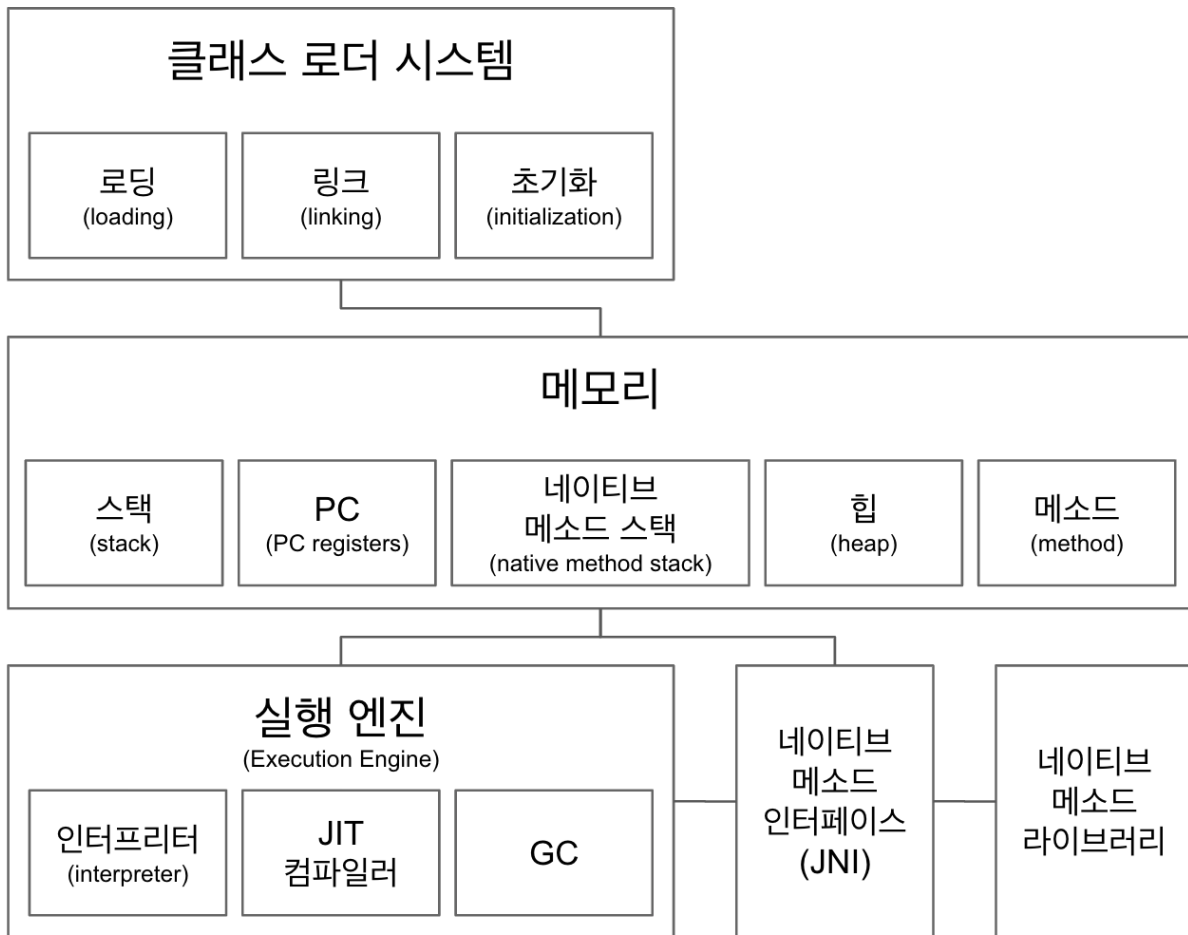 클래스 로더 시스템
로딩
(loading)
링크
(linking)
초기화
(initialization)
메모리
스택
(stack)
PC
(PC registers)
네이티브
메소드 스택
(native method stack)
힙
(heap)
메소드
(method)
실행 엔진
(Execution Engine)
인터프리터
(interpreter)
JIT
컴파일러
GC
네이티브
메소드
인터페이스
(JNI)
네이티브
메소드
라이브러리